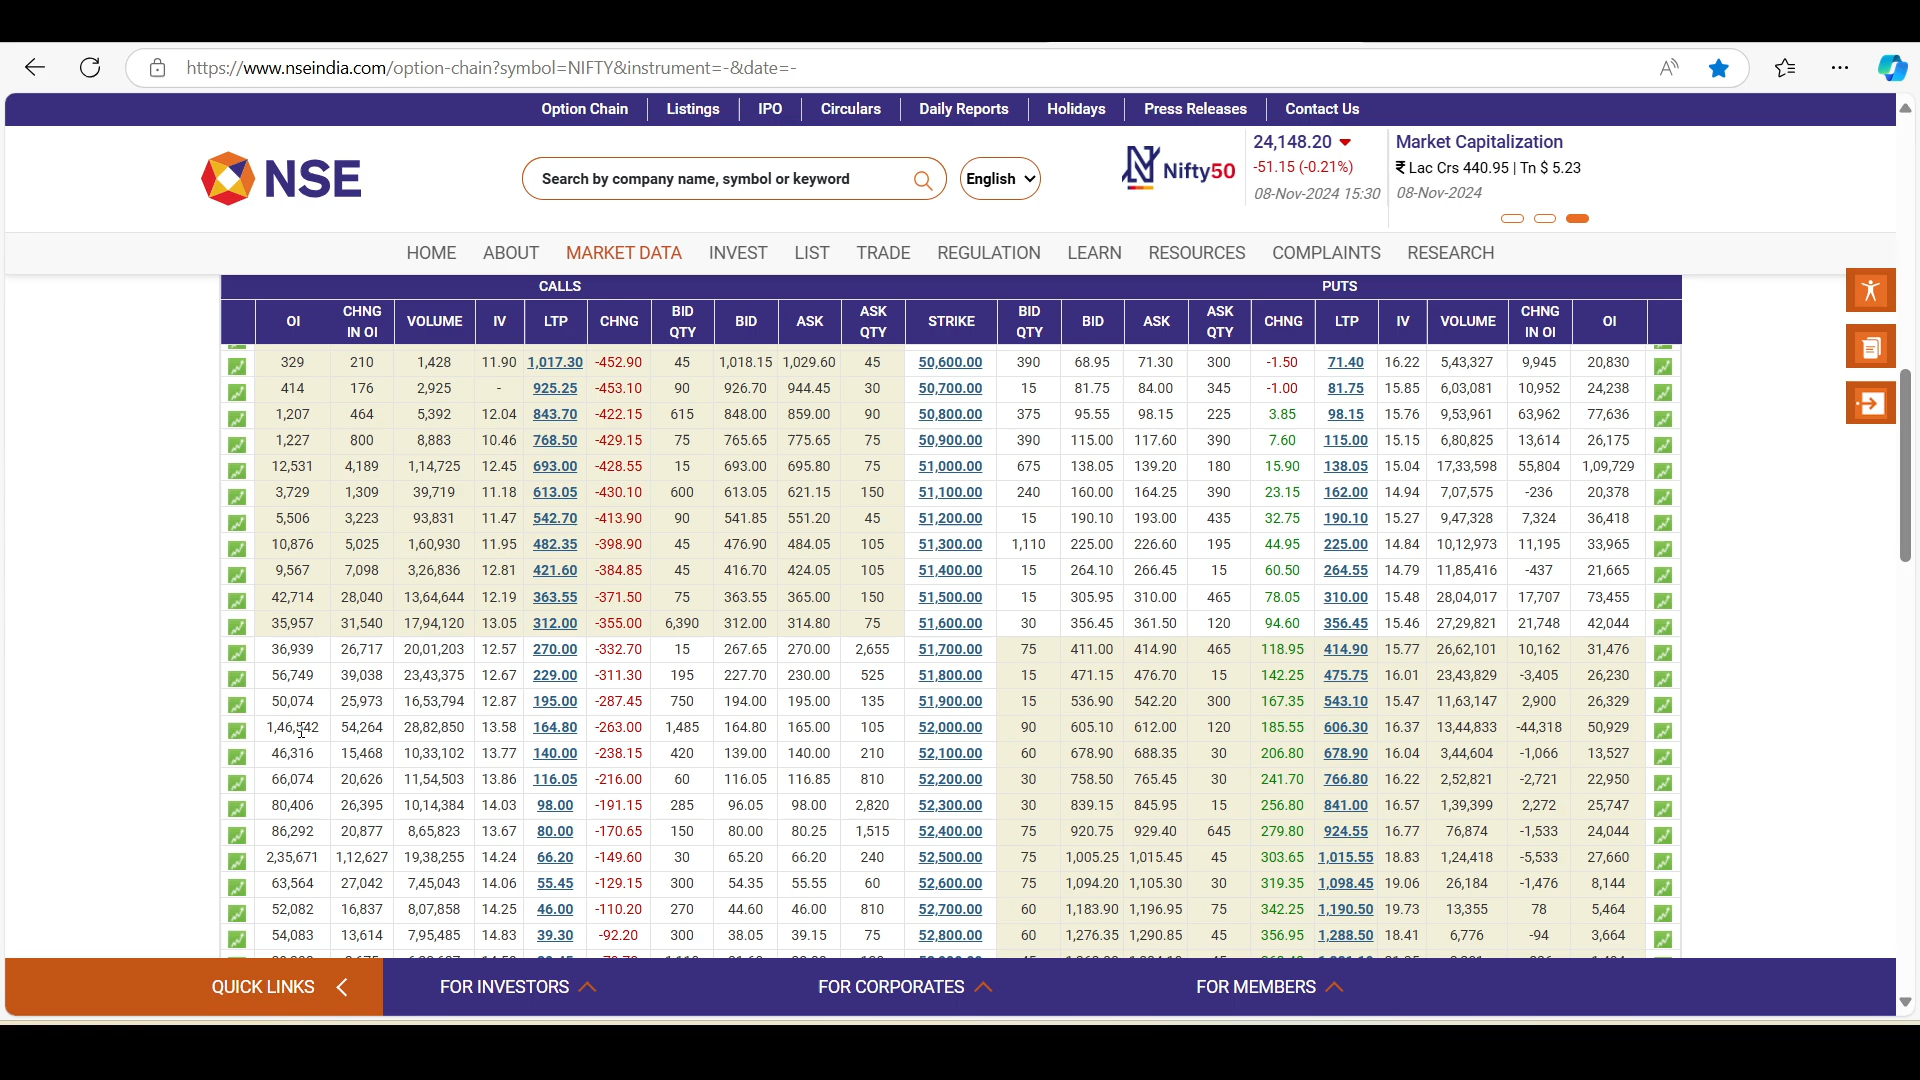 https://www.nseindia.com/option-chain?symbol=NIFTY&instrument=-&date=-
Option Chain Listings IPO Circulars Daily Reports Holidays Press Releases Contact Us
NSE
Search by company name, symbol or keyword
English
Nifty50
24,148.20
-51.15 (-0.21%)
08-Nov-2024 15:30
Market Capitalization
₹ Lac Crs 440.95 | Tn $ 5.23
08-Nov-2024
HOME ABOUT MARKET DATA INVEST LIST TRADE REGULATION LEARN RESOURCES COMPLAINTS RESEARCH
CALLS PUTS
OI CHNG IN OI VOLUME IV LTP CHNG BID QTY BID ASK ASK QTY STRIKE BID QTY BID ASK ASK QTY CHNG LTP IV VOLUME CHNG IN OI OI
329 210 1,428 11.90 1,017.30 -452.90 45 1,018.15 1,029.60 45 50,600.00 390 68.95 71.30 300 -1.50 71.40 16.22 5,43,327 9,945 20,830
414 176 2,925 - 925.25 -453.10 90 926.70 944.45 30 50,700.00 15 81.75 84.00 345 -1.00 81.75 15.85 6,03,081 10,952 24,238
1,207 464 5,392 12.04 843.70 -422.15 615 848.00 859.00 90 50,800.00 375 95.55 98.15 225 3.85 98.15 15.76 9,53,961 63,962 77,636
1,227 800 8,883 10.46 768.50 -429.15 75 765.65 775.65 75 50,900.00 390 115.00 117.60 390 7.60 115.00 15.15 6,80,825 13,614 26,175
12,531 4,189 1,14,725 12.45 693.00 -428.55 15 693.00 695.80 75 51,000.00 675 138.05 139.20 180 15.90 138.05 15.04 17,33,598 55,804 1,09,729
3,729 1,309 39,719 11.18 613.05 -430.10 600 613.05 621.15 150 51,100.00 240 160.00 164.25 390 23.15 162.00 14.94 7,07,575 -236 20,378
5,506 3,223 93,831 11.47 542.70 -413.90 90 541.85 551.20 45 51,200.00 15 190.10 193.00 435 32.75 190.10 15.27 9,47,328 7,324 36,418
10,876 5,025 1,60,930 11.95 482.35 -398.90 45 476.90 484.05 105 51,300.00 1,110 225.00 226.60 195 44.95 225.00 14.84 10,12,973 11,195 33,965
9,567 7,098 3,26,836 12.81 421.60 -384.85 45 416.70 424.05 105 51,400.00 15 264.10 266.45 15 60.50 264.55 14.79 11,85,416 -437 21,665
42,714 28,040 13,64,644 12.19 363.55 -371.50 75 363.55 365.00 150 51,500.00 15 305.95 310.00 465 78.05 310.00 15.48 28,04,017 17,707 73,455
35,957 31,540 17,94,120 13.05 312.00 -355.00 6,390 312.00 314.80 75 51,600.00 30 356.45 361.50 120 94.60 356.45 15.46 27,29,821 21,748 42,044
36,939 26,717 20,01,203 12.57 270.00 -332.70 15 267.65 270.00 2,655 51,700.00 75 411.00 414.90 465 118.95 414.90 15.77 26,62,101 10,162 31,476
56,749 39,038 23,43,375 12.67 229.00 -311.30 195 227.70 230.00 525 51,800.00 15 471.15 476.70 15 142.25 475.75 16.01 23,43,829 -3,405 26,230
50,074 25,973 16,53,794 12.87 195.00 -287.45 750 194.00 195.00 135 51,900.00 15 536.90 542.20 300 167.35 543.10 15.47 11,63,147 2,900 26,329
1,46,542 54,264 28,82,850 13.58 164.80 -263.00 1,485 164.80 165.00 105 52,000.00 90 605.10 612.00 120 185.55 606.30 16.37 13,44,833 -44,318 50,929
46,316 15,468 10,33,102 13.77 140.00 -238.15 420 139.00 140.00 210 52,100.00 60 678.90 688.35 30 206.80 678.90 16.04 3,44,604 -1,066 13,527
66,074 20,626 11,54,503 13.86 116.05 -216.00 60 116.05 116.85 810 52,200.00 30 758.50 765.45 30 241.70 766.80 16.22 2,52,821 -2,721 22,950
80,406 26,395 10,14,384 14.03 98.00 -191.15 285 96.05 98.00 2,820 52,300.00 30 839.15 845.95 15 256.80 841.00 16.57 1,39,399 2,272 25,747
86,292 20,877 8,65,823 13.67 80.00 -170.65 150 80.00 80.25 1,515 52,400.00 75 920.75 929.40 645 279.80 924.55 16.77 76,874 -1,533 24,044
2,35,671 1,12,627 19,38,255 14.24 66.20 -149.60 30 65.20 66.20 240 52,500.00 75 1,005.25 1,015.45 45 303.65 1,015.55 18.83 1,24,418 -5,533 27,660
63,564 27,042 7,45,043 14.06 55.45 -129.15 300 54.35 55.55 60 52,600.00 75 1,094.20 1,105.30 30 319.35 1,098.45 19.06 26,184 -1,476 8,144
52,082 16,837 8,07,858 14.25 46.00 -110.20 270 44.60 46.00 810 52,700.00 60 1,183.90 1,196.95 75 342.25 1,190.50 19.73 13,355 78 5,464
54,083 13,614 7,95,485 14.83 39.30 -92.20 300 38.05 39.15 75 52,800.00 60 1,276.35 1,290.85 45 356.95 1,288.50 18.41 6,776 -94 3,664
QUICK LINKS FOR INVESTORS FOR CORPORATES FOR MEMBERS